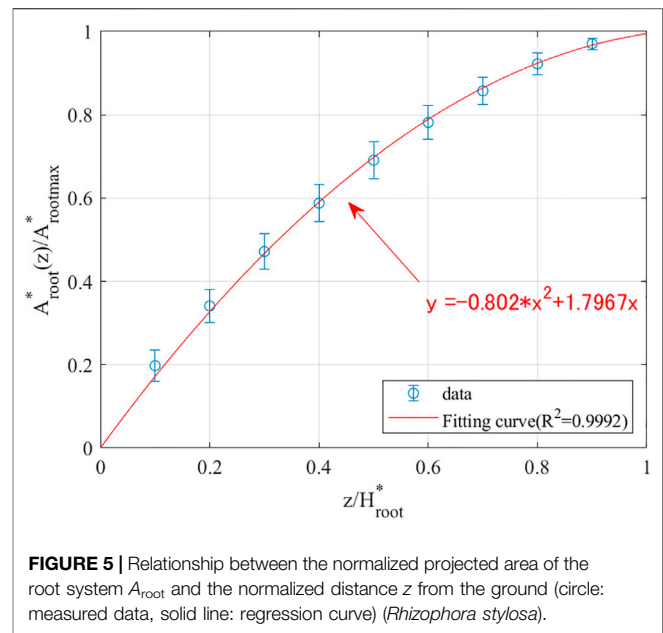 1
0.8
0.6
0.4
0.2
0
A*root(z)/A*rootmax
y =-0.802*x²+1.7967x
data
Fitting curve(R²=0.9992)
0 0.2 0.4 0.6 0.8 1
z/H*root
FIGURE 5 | Relationship between the normalized projected area of the
root system Aroot and the normalized distance z from the ground (circle:
measured data, solid line: regression curve) (Rhizophora stylosa).